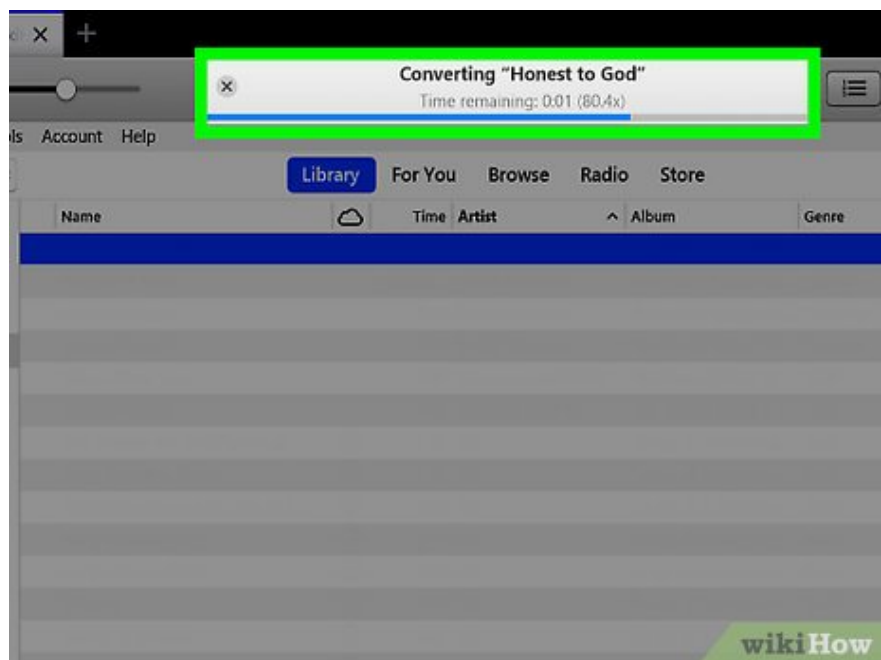 Converting “Honest to God”
Time remaining: 0:01 (80.4x)
Account Help
Library For You Browse Radio Store
Name Time Artist Album Genre
wikiHow